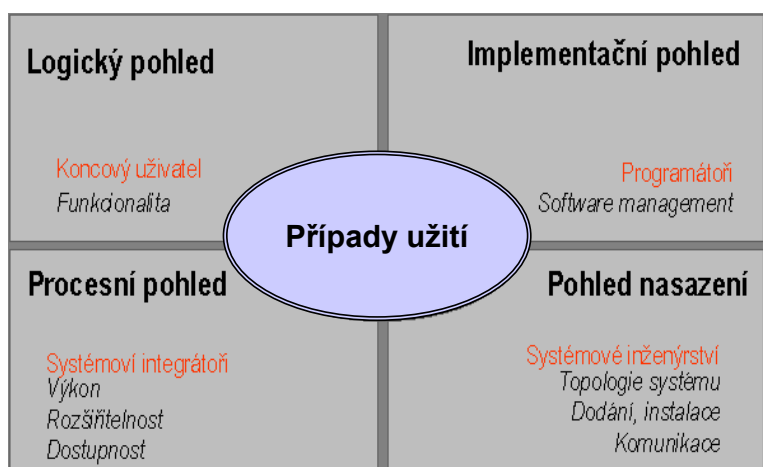 Logický pohled
Koncový uživatel
Funkcionalita
Implementační pohled
Programátoři
Software management
Případy užití
Procesní pohled
Systémoví integrátoři
Výkon
Rozšiřitelnost
Dostupnost
Pohled nasazení
Systémové inženýrství
Topologie systému
Dodání, instalace
Komunikace